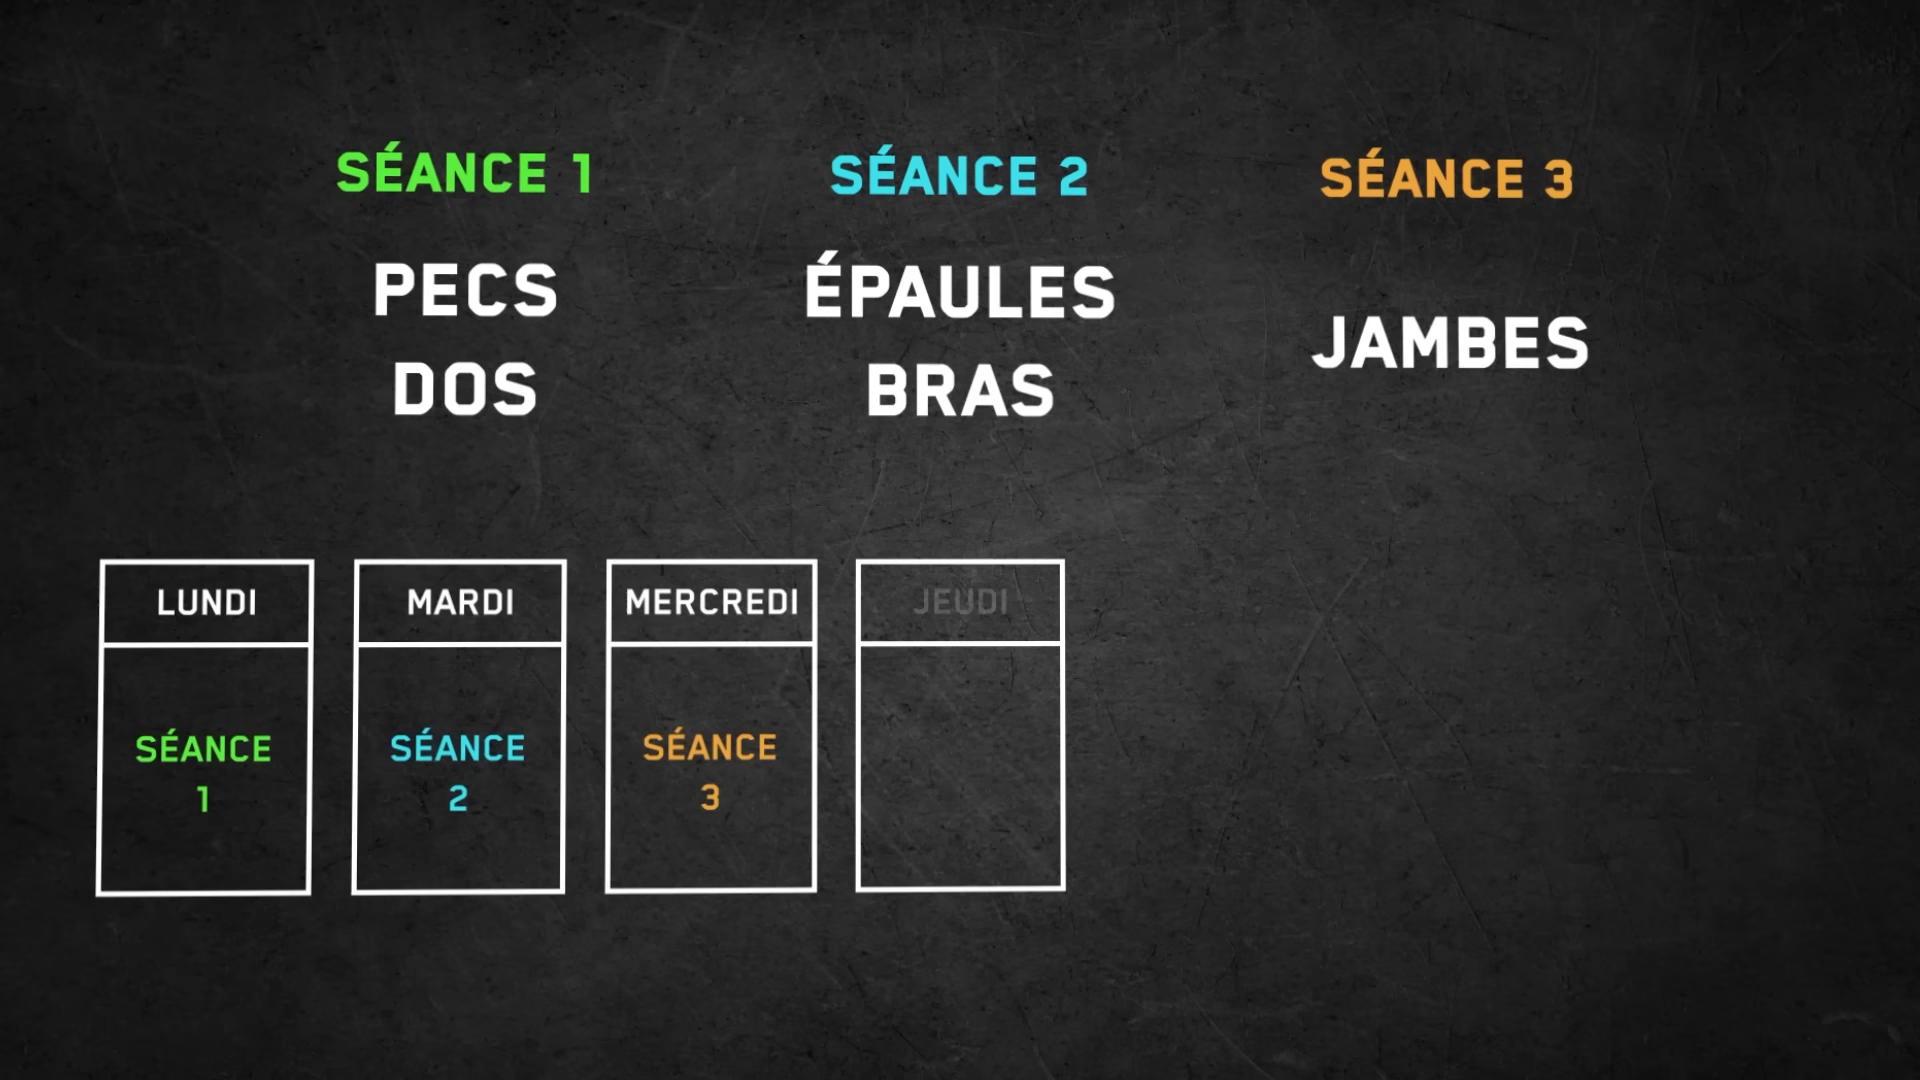 SÉANCE 1
PECS
DOS
SÉANCE 2
ÉPAULES
BRAS
SÉANCE 3
JAMBES
LUNDI
SÉANCE
1
MARDI
SÉANCE
2
MERCREDI
SÉANCE
3
JEUDI